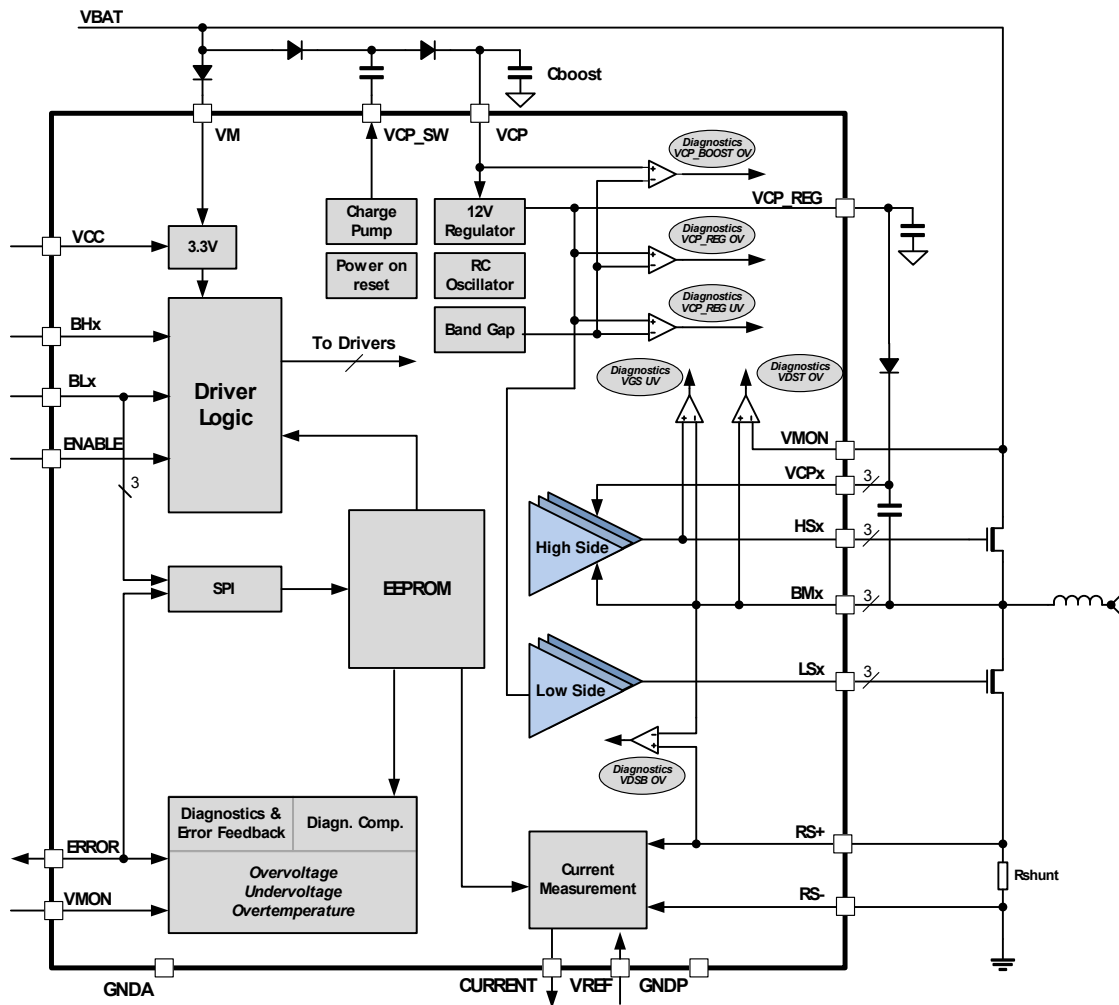 VBAT
Cboost
VM
VCP_SW
VCP
Diagnostics
VCP_BOOST OV
VCP_REG
Charge
Pump
12V
Regulator
VCC
3.3V
Diagnostics
VCP_REG OV
Power on
reset
RC
Oscillator
Diagnostics
VCP_REG UV
BHx
Band Gap
To Drivers
BLx
Driver
Logic
Diagnostics
VGS UV
Diagnostics
VDST OV
ENABLE
VMON
3
VCPx
3
HSx
3
High Side
SPI
EEPROM
BMx
3
LSx
3
Low Side
Diagnostics
VDSB OV
Diagnostics &
Error Feedback
Diagn. Comp.
ERROR
RS+
Current
Measurement
Rshunt
Overvoltage
Undervoltage
Overtemperature
VMON
RS-
GNDA
CURRENT
VREF
GNDP